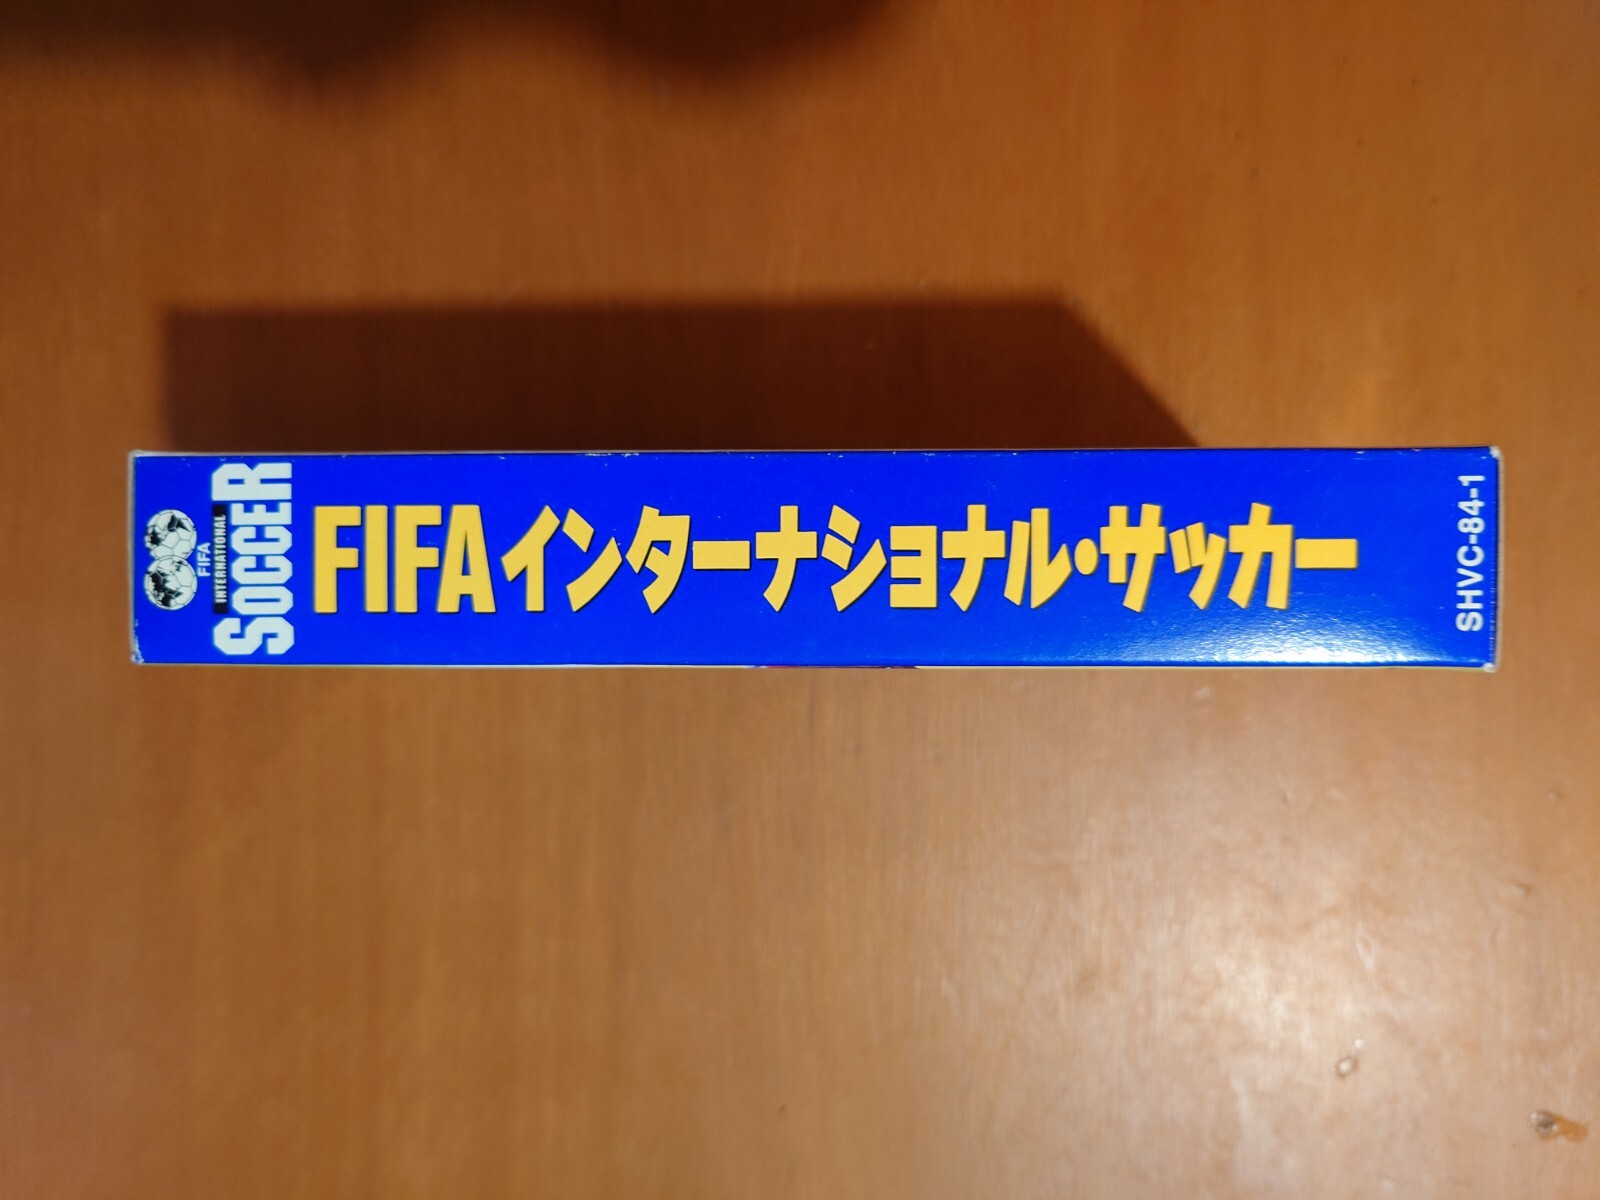 FIFA
INTERNATIONAL
SOCCER
FIFAインターナショナル・サッカー
SHVC-84-1